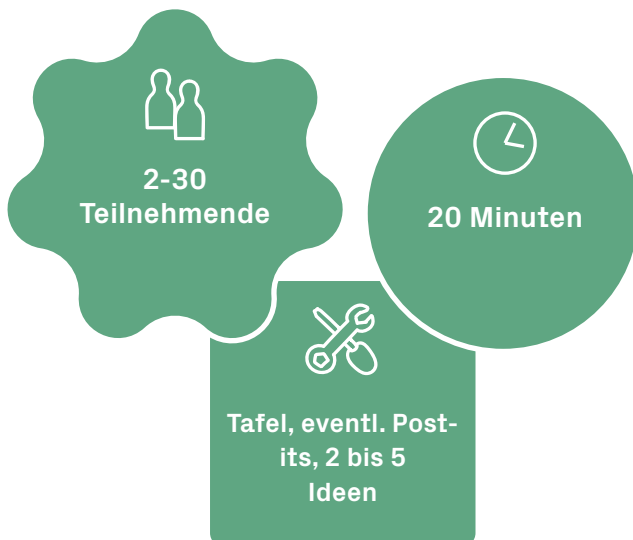 2-30
Teilnehmende
20 Minuten
Tafel, eventl. Post-
its, 2 bis 5
Ideen